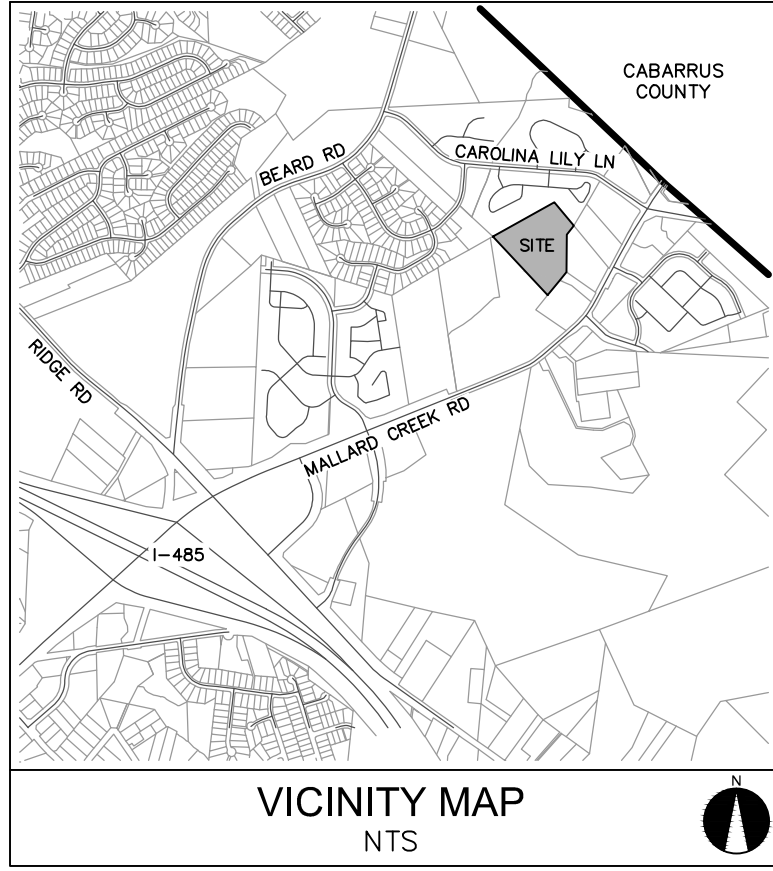 CABARRUS
COUNTY
BEARD RD
CAROLINA LILY LN
SITE
RIDGE RD
MALLARD CREEK RD
I-485
VICINITY MAP
NTS
N